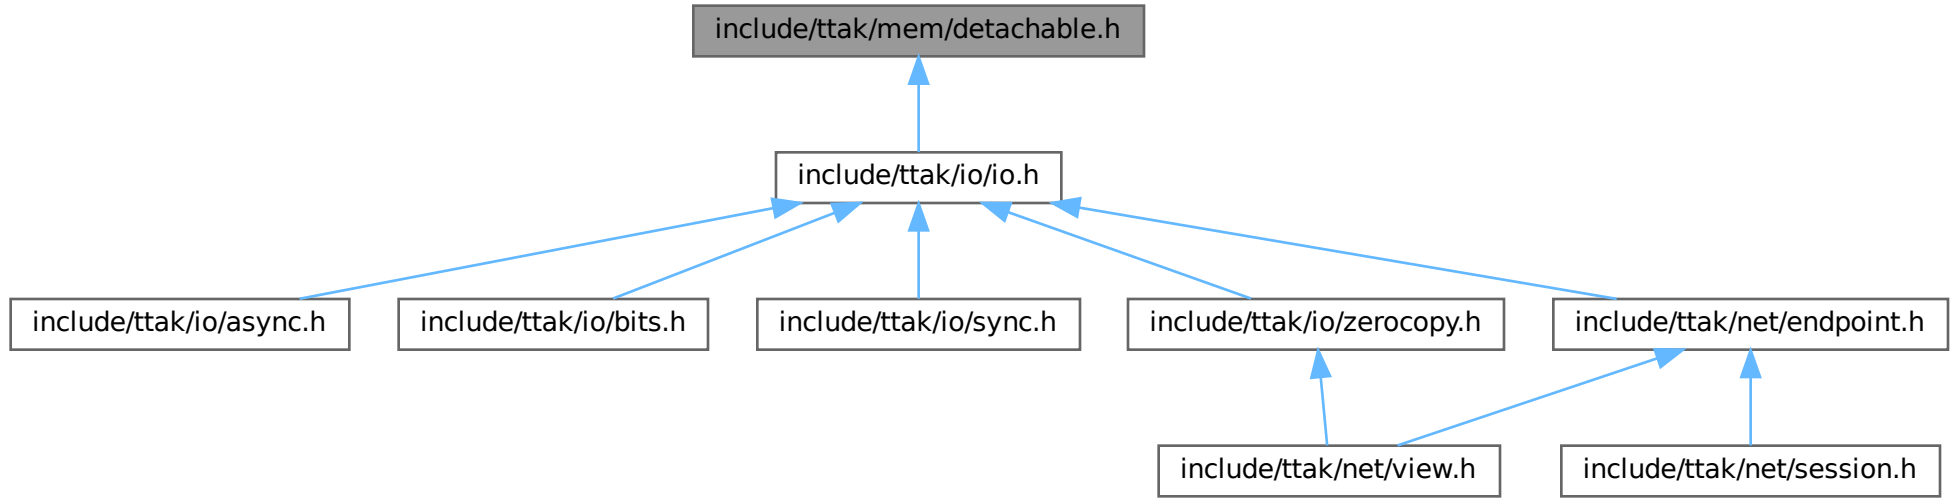 include/ttak/mem/detachable.h
include/ttak/io/io.h
include/ttak/io/async.h
include/ttak/io/bits.h
include/ttak/io/sync.h
include/ttak/io/zerocopy.h
include/ttak/net/endpoint.h
include/ttak/net/view.h
include/ttak/net/session.h